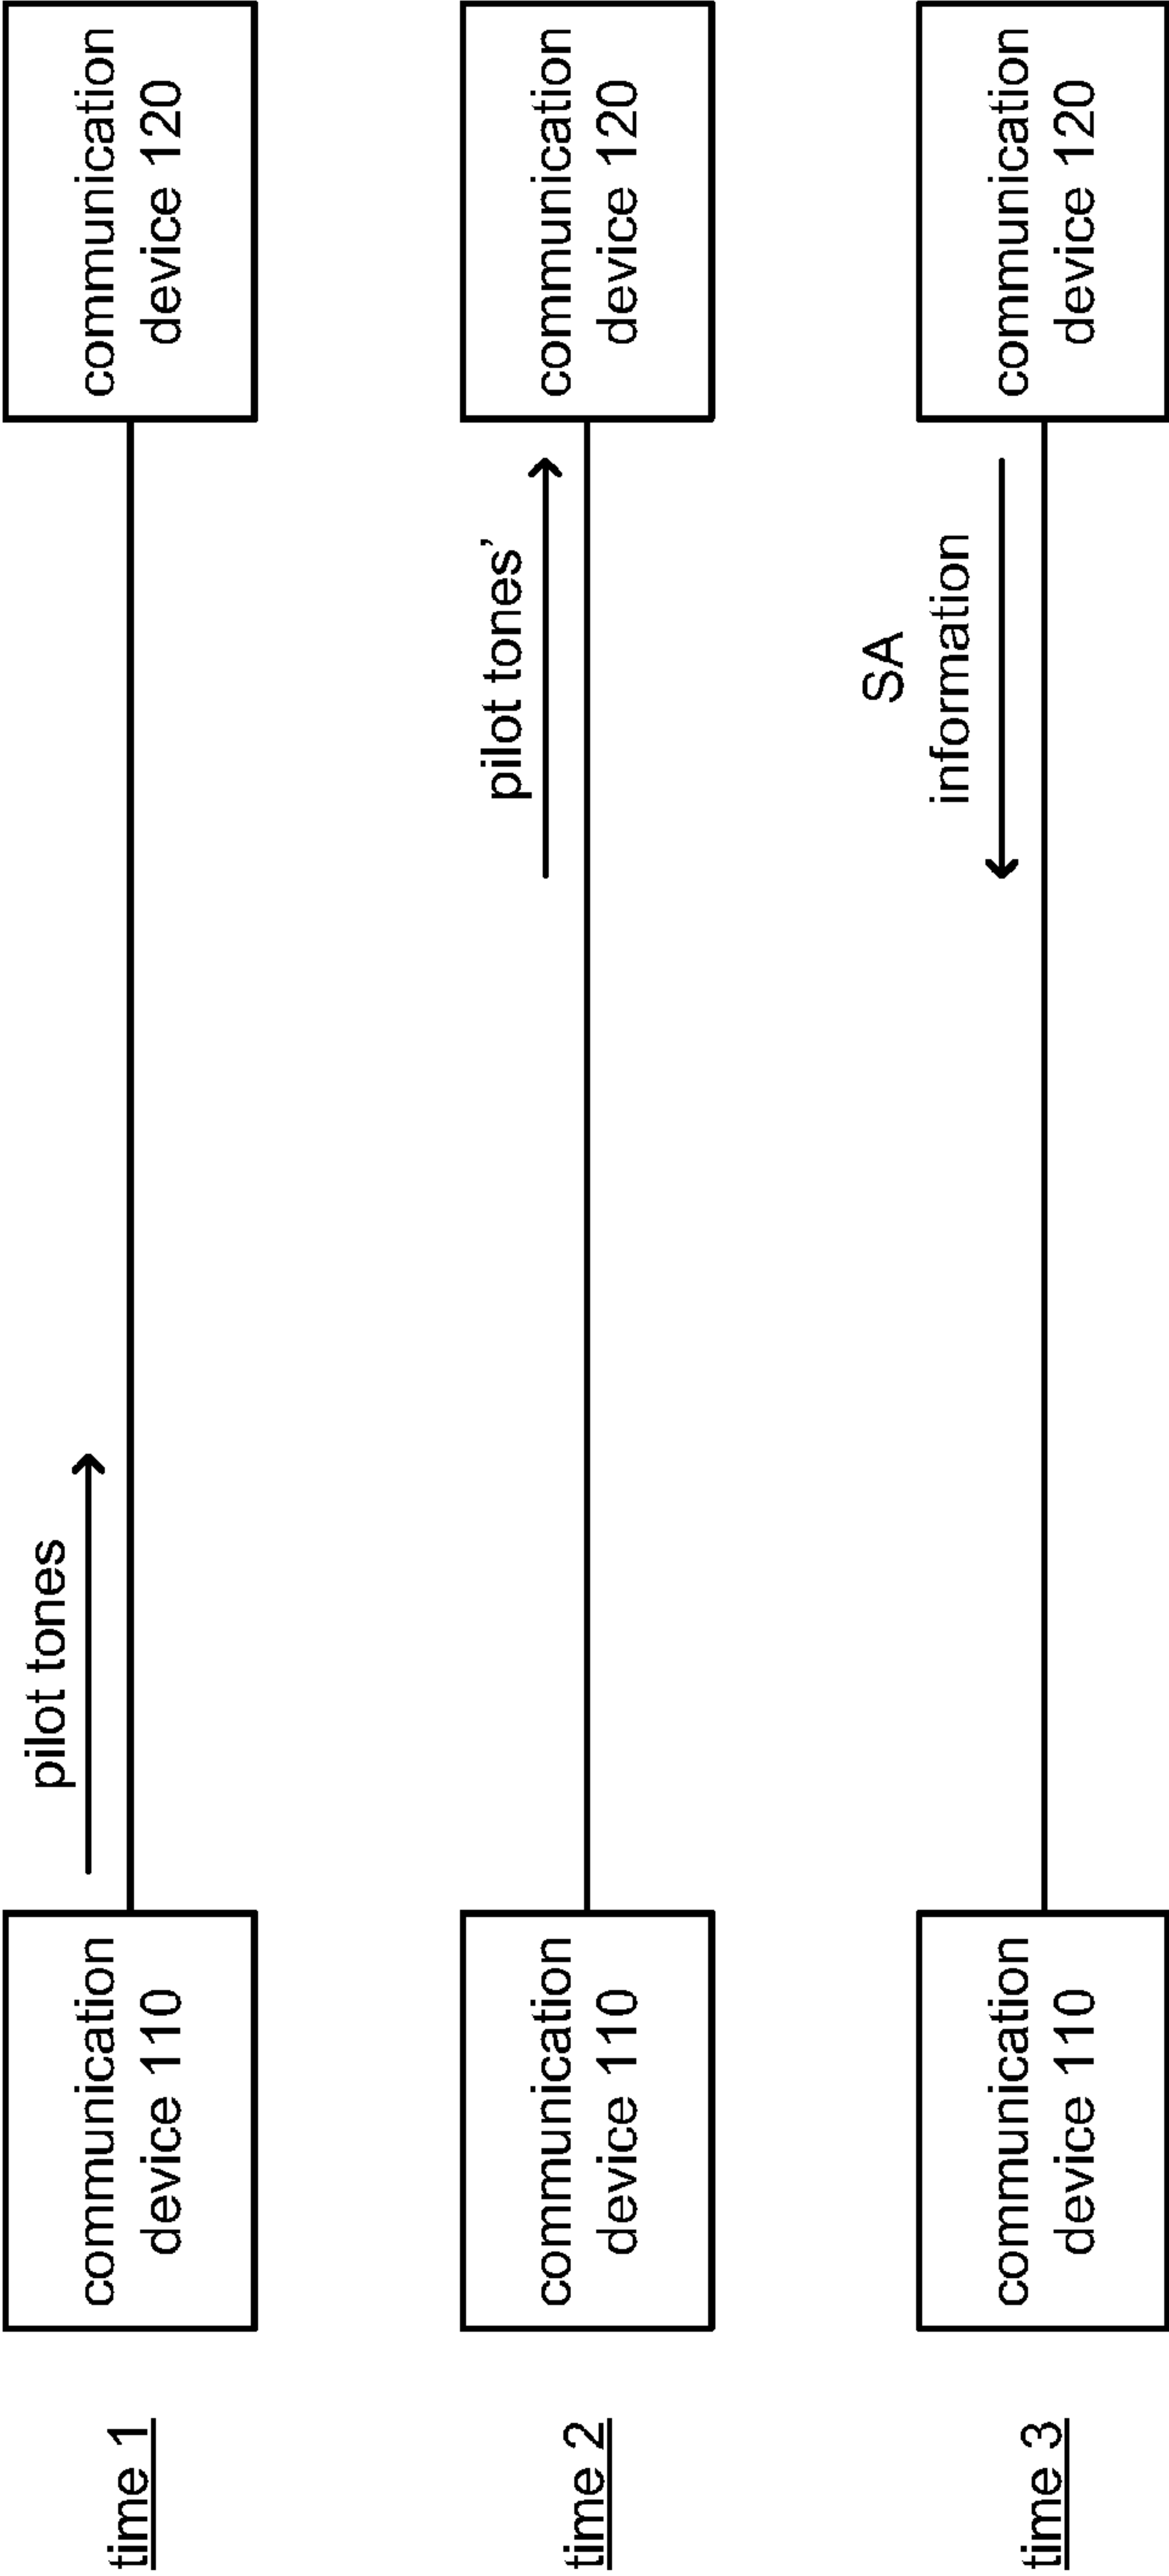 time 1
communication
device 110
pilot tones
communication
device 120
time 2
communication
device 110
pilot tones’
communication
device 120
time 3
communication
device 110
SA
information
communication
device 120